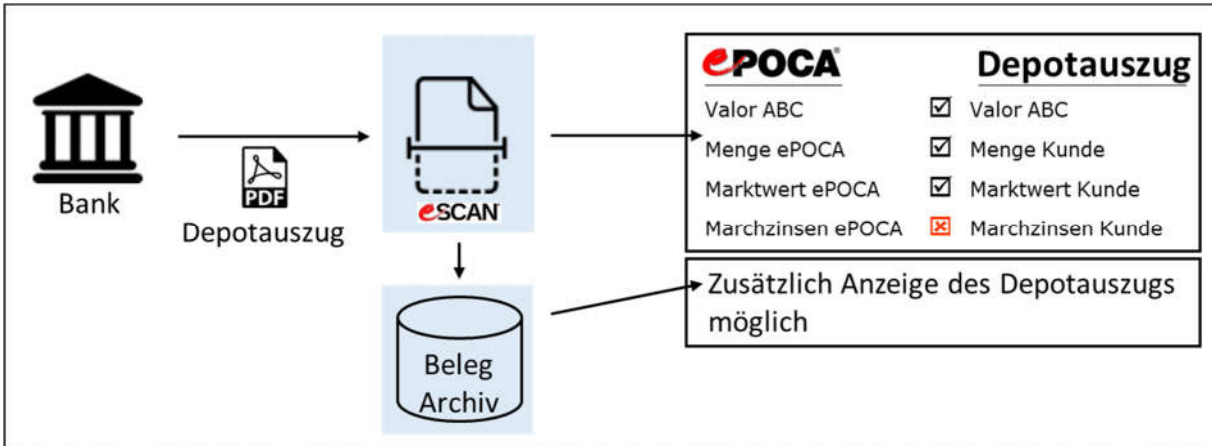 Bank
PDF
Depotauszug
eSCAN
Beleg
Archiv
ePOCA® Depotauszug
Valor ABC Valor ABC
Menge ePOCA Menge Kunde
Marktwert ePOCA Marktwert Kunde
Marchzinsen ePOCA Marchzinsen Kunde
Zusätzlich Anzeige des Depotauszugs
möglich